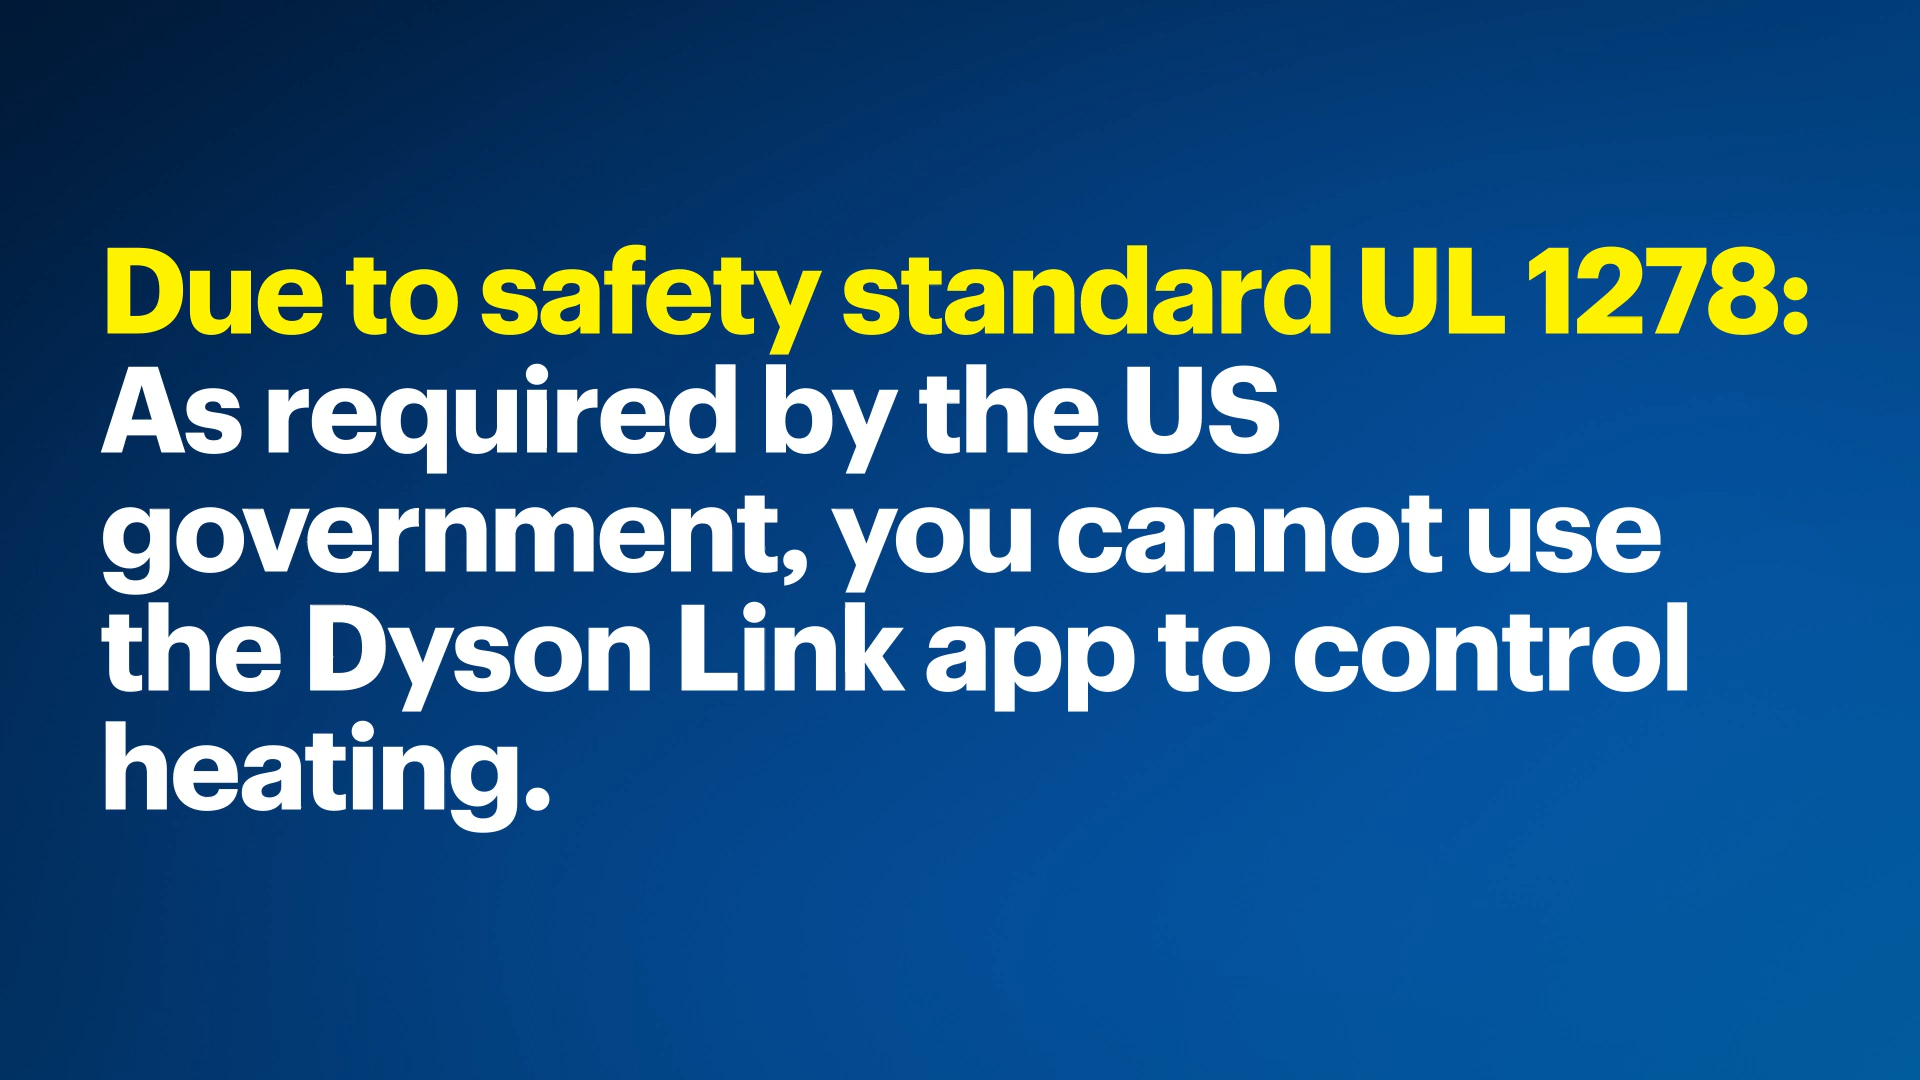 Due to safety standard UL 1278:
As required by the US
government, you cannot use
the Dyson Link app to control
heating.